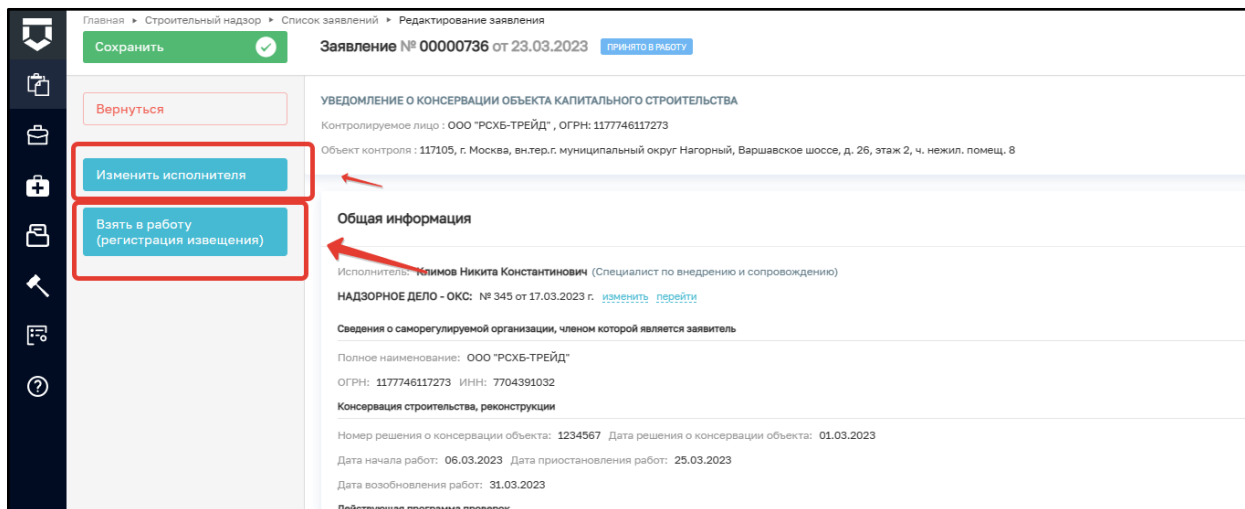 Главная ▸ Строительный надзор ▸ Список заявлений ▸ Редактирование заявления
Сохранить
Заявление № 00000736 от 23.03.2023 ПРИНЯТО В РАБОТУ
Вернуться
УВЕДОМЛЕНИЕ О КОНСЕРВАЦИИ ОБЪЕКТА КАПИТАЛЬНОГО СТРОИТЕЛЬСТВА
Контролируемое лицо : ООО "РСХБ-ТРЕЙД" , ОГРН: 1177746117273
Объект контроля : 117105, г. Москва, вн.тер.г. муниципальный округ Нагорный, Варшавское шоссе, д. 26, этаж 2, ч. нежил. помещ. 8
Изменить исполнителя
Взять в работу
(регистрация извещения)
Общая информация
Исполнитель: Климов Никита Константинович (Специалист по внедрению и сопровождению)
НАДЗОРНОЕ ДЕЛО - ОКС: № 345 от 17.03.2023 г. изменить перейти
Сведения о саморегулируемой организации, членом которой является заявитель
Полное наименование: ООО "РСХБ-ТРЕЙД"
ОГРН: 1177746117273 ИНН: 7704391032
Консервация строительства, реконструкции
Номер решения о консервации объекта: 1234567 Дата решения о консервации объекта: 01.03.2023
Дата начала работ: 06.03.2023 Дата приостановления работ: 25.03.2023
Дата возобновления работ: 31.03.2023
Действующая программа проверок